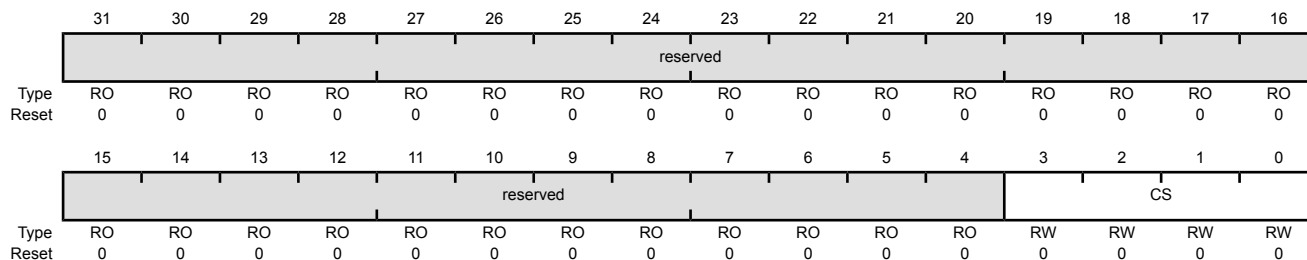 31 30 29 28 27 26 25 24 23 22 21 20 19 18 17 16
reserved
Type RO RO RO RO RO RO RO RO RO RO RO RO RO RO RO RO
Reset 0 0 0 0 0 0 0 0 0 0 0 0 0 0 0 0
15 14 13 12 11 10 9 8 7 6 5 4 3 2 1 0
reserved CS
Type RO RO RO RO RO RO RO RO RO RO RO RO RW RW RW RW
Reset 0 0 0 0 0 0 0 0 0 0 0 0 0 0 0 0